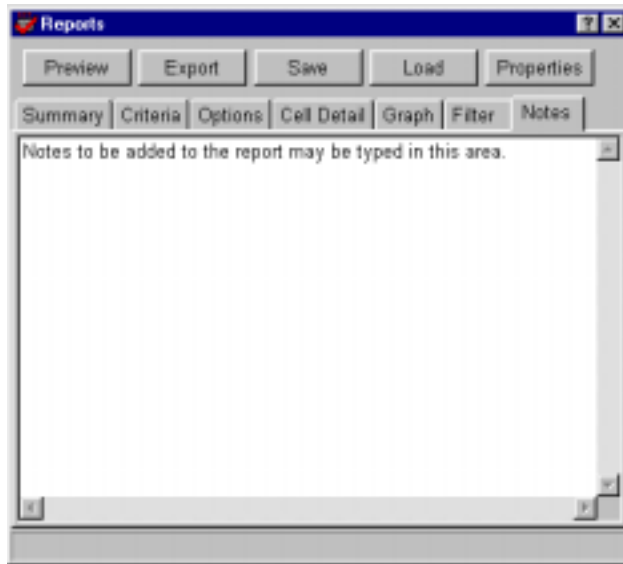 Reports
Preview Export Save Load Properties
Summary Criteria Options Cell Detail Graph Filter Notes
Notes to be added to the report may be typed in this area.